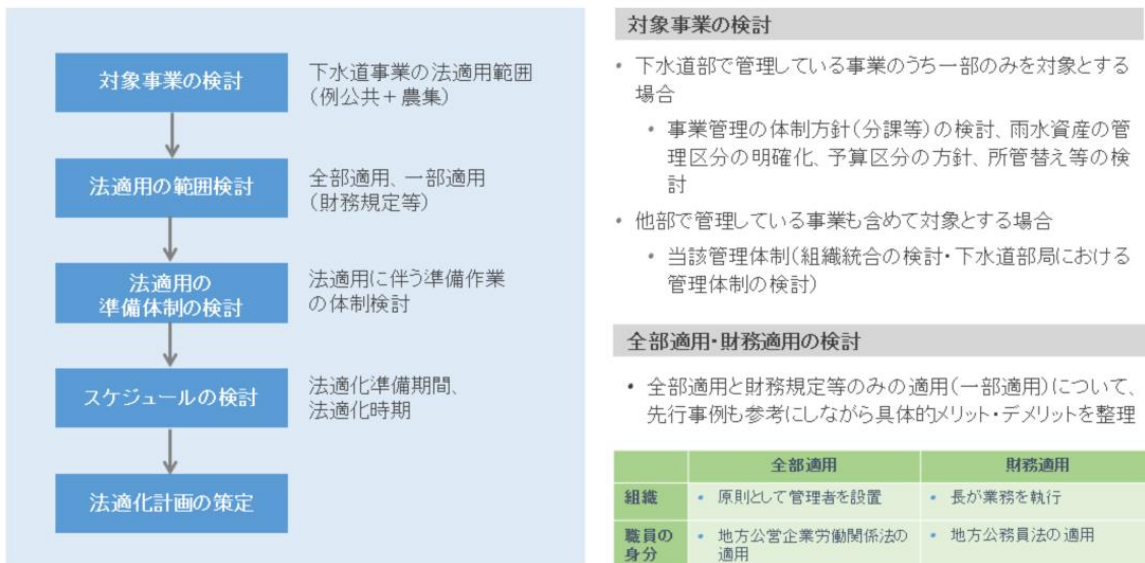 対象事業の検討
下水道事業の法適用範囲
(例公共＋農集)
法適用の範囲検討
全部適用、一部適用
(財務規定等)
法適用の
準備体制の検討
法適用に伴う準備作業
の体制検討
スケジュールの検討
法適化準備期間、
法適化時期
法適化計画の策定
対象事業の検討
• 下水道部で管理している事業のうち一部のみを対象とする
場合
• 事業管理の体制方針(分課等)の検討、雨水資産の管
理区分の明確化、予算区分の方針、所管替え等の検
討
• 他部で管理している事業も含めて対象とする場合
• 当該管理体制(組織統合の検討・下水道部局における
管理体制の検討)
全部適用・財務適用の検討
• 全部適用と財務規定等のみの適用(一部適用)について、
先行事例も参考にしながら具体的メリット・デメリットを整理
全部適用 財務適用
組織 • 原則として管理者を設置 • 長が業務を執行
職員の • 地方公営企業労働関係法の • 地方公務員法の適用
身分 適用